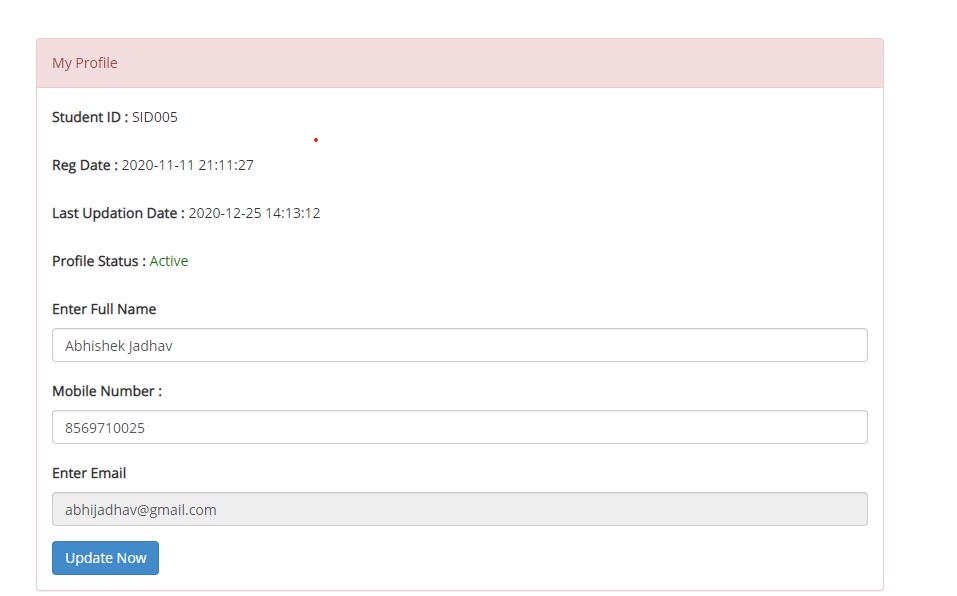 My Profile
Student ID : SID005
Reg Date : 2020-11-11 21:11:27
Last Updation Date : 2020-12-25 14:13:12
Profile Status : Active
Enter Full Name
Abhishek Jadhav
Mobile Number :
8569710025
Enter Email
abhijadhav@gmail.com
Update Now